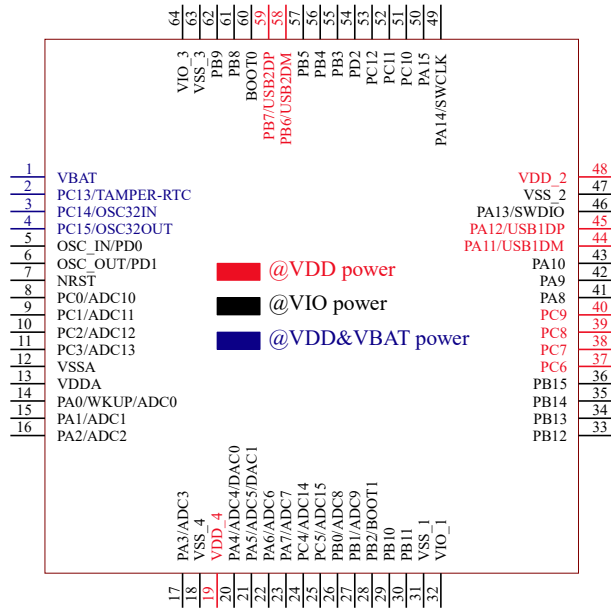 64
63
62
61
60
59
58
57
56
55
54
53
52
51
50
49
VIO_3
VSS_3
PB9
PB8
BOOT0
PB7/USB2DP
PB6/USB2DM
PB5
PB4
PB3
PD2
PC12
PC11
PC10
PA15
PA14/SWCLK
1 VBAT
2 PC13/TAMPER-RTC
3 PC14/OSC32IN
4 PC15/OSC32OUT
5 OSC_IN/PD0
6 OSC_OUT/PD1
7 NRST
8 PC0/ADC10
9 PC1/ADC11
10 PC2/ADC12
11 PC3/ADC13
12 VSSA
13 VDDA
14 PA0/WKUP/ADC0
15 PA1/ADC1
16 PA2/ADC2
@VDD power
@VIO power
@VDD&VBAT power
VDD_2 48
VSS_2 47
PA13/SWDIO 46
PA12/USB1DP 45
PA11/USB1DM 44
PA10 43
PA9 42
PA8 41
PC9 40
PC8 39
PC7 38
PC6 37
PB15 36
PB14 35
PB13 34
PB12 33
PA3/ADC3
VSS_4
VDD_4
PA4/ADC4/DAC0
PA5/ADC5/DAC1
PA6/ADC6
PA7/ADC7
PC4/ADC14
PC5/ADC15
PB0/ADC8
PB1/ADC9
PB2/BOOT1
PB10
PB11
VSS_1
VIO_1
17
18
19
20
21
22
23
24
25
26
27
28
29
30
31
32